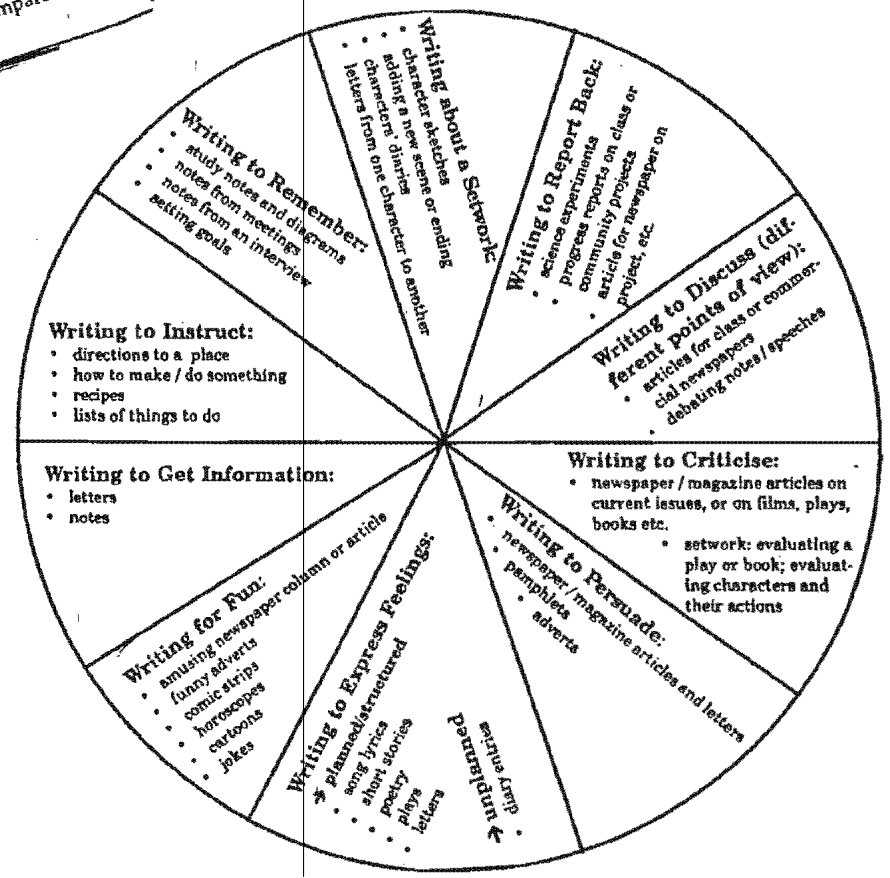 Writing about a Setwork:
• character sketches
• adding a new scene or ending
• characters' diaries
• letters from one character to another
Writing to Report Back:
• science experiments
• progress reports on class or
community projects
• article for newspaper on
project, etc.
Writing to Discuss (dif-
ferent points of view):
• articles for class or commer-
cial newspapers
• debating notes / speeches
Writing to Criticise:
• newspaper / magazine articles on
current issues, or on films, plays,
books etc.
• setwork: evaluating a
play or book; evaluat-
ing characters and
their actions
Writing to Persuade:
• newspaper / magazine articles and letters
• pamphlets
• adverts
Writing to Express Feelings:
→ planned/structured
• song lyrics
• short stories
• poetry
• plays
• letters
→ unplanned
• diary entries
Writing for Fun:
• amusing newspaper column or article
• funny adverts
• comic strips
• horoscopes
• cartoons
• jokes
Writing to Get Information:
• letters
• notes
Writing to Instruct:
• directions to a place
• how to make / do something
• recipes
• lists of things to do
Writing to Remember:
• study notes and diagrams
• notes from meetings
• notes from an interview
• setting goals